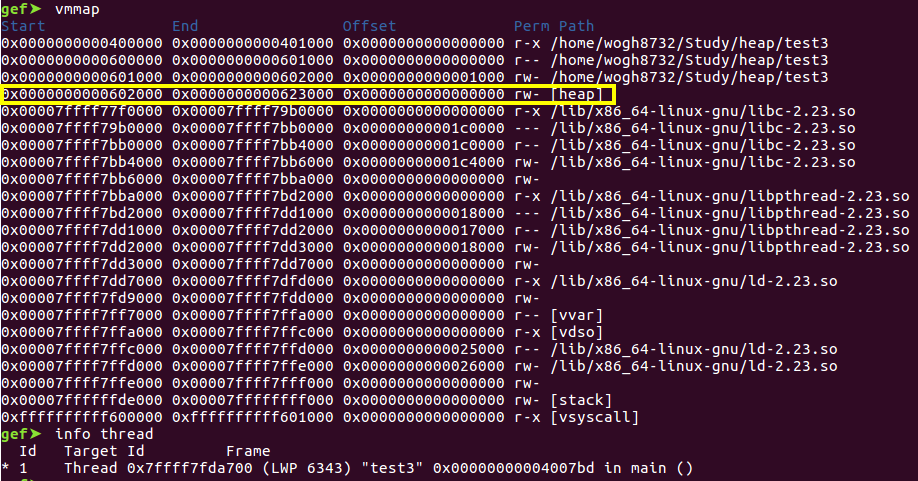 gef➤ vmmap
Start End Offset Perm Path
0x0000000000400000 0x0000000000401000 0x0000000000000000 r-x /home/wogh8732/Study/heap/test3
0x0000000000600000 0x0000000000601000 0x0000000000000000 r-- /home/wogh8732/Study/heap/test3
0x0000000000601000 0x0000000000602000 0x0000000000001000 rw- /home/wogh8732/Study/heap/test3
0x0000000000602000 0x0000000000623000 0x0000000000000000 rw- [heap]
0x00007ffff77f0000 0x00007ffff79b0000 0x0000000000000000 r-x /lib/x86_64-linux-gnu/libc-2.23.so
0x00007ffff79b0000 0x00007ffff7bb0000 0x00000000001c0000 --- /lib/x86_64-linux-gnu/libc-2.23.so
0x00007ffff7bb0000 0x00007ffff7bb4000 0x00000000001c0000 r-- /lib/x86_64-linux-gnu/libc-2.23.so
0x00007ffff7bb4000 0x00007ffff7bb6000 0x00000000001c4000 rw- /lib/x86_64-linux-gnu/libc-2.23.so
0x00007ffff7bb6000 0x00007ffff7bba000 0x0000000000000000 rw-
0x00007ffff7bba000 0x00007ffff7bd2000 0x0000000000000000 r-x /lib/x86_64-linux-gnu/libpthread-2.23.so
0x00007ffff7bd2000 0x00007ffff7dd1000 0x0000000000018000 --- /lib/x86_64-linux-gnu/libpthread-2.23.so
0x00007ffff7dd1000 0x00007ffff7dd2000 0x0000000000017000 r-- /lib/x86_64-linux-gnu/libpthread-2.23.so
0x00007ffff7dd2000 0x00007ffff7dd3000 0x0000000000018000 rw- /lib/x86_64-linux-gnu/libpthread-2.23.so
0x00007ffff7dd3000 0x00007ffff7dd7000 0x0000000000000000 rw-
0x00007ffff7dd7000 0x00007ffff7dfd000 0x0000000000000000 r-x /lib/x86_64-linux-gnu/ld-2.23.so
0x00007ffff7fd9000 0x00007ffff7fdd000 0x0000000000000000 rw-
0x00007ffff7ff7000 0x00007ffff7ffa000 0x0000000000000000 r-- [vvar]
0x00007ffff7ffa000 0x00007ffff7ffc000 0x0000000000000000 r-x [vdso]
0x00007ffff7ffc000 0x00007ffff7ffd000 0x0000000000025000 r-- /lib/x86_64-linux-gnu/ld-2.23.so
0x00007ffff7ffd000 0x00007ffff7ffe000 0x0000000000026000 rw- /lib/x86_64-linux-gnu/ld-2.23.so
0x00007ffff7ffe000 0x00007ffff7fff000 0x0000000000000000 rw-
0x00007ffffffde000 0x00007ffffffff000 0x0000000000000000 rw- [stack]
0xffffffffff600000 0xffffffffff601000 0x0000000000000000 r-x [vsyscall]
gef➤ info thread
Id Target Id Frame
* 1 Thread 0x7ffff7fda700 (LWP 6343) "test3" 0x00000000004007bd in main ()